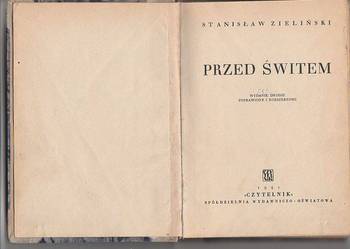 STANISŁAW ZIELIŃSKI
PRZED ŚWITEM
WYDANIE DRUGIE
POPRAWIONE I ROZSZERZONE
1951
»CZYTELNIK«
SPÓŁDZIELNIA WYDAWNICZO-OŚWIATOWA